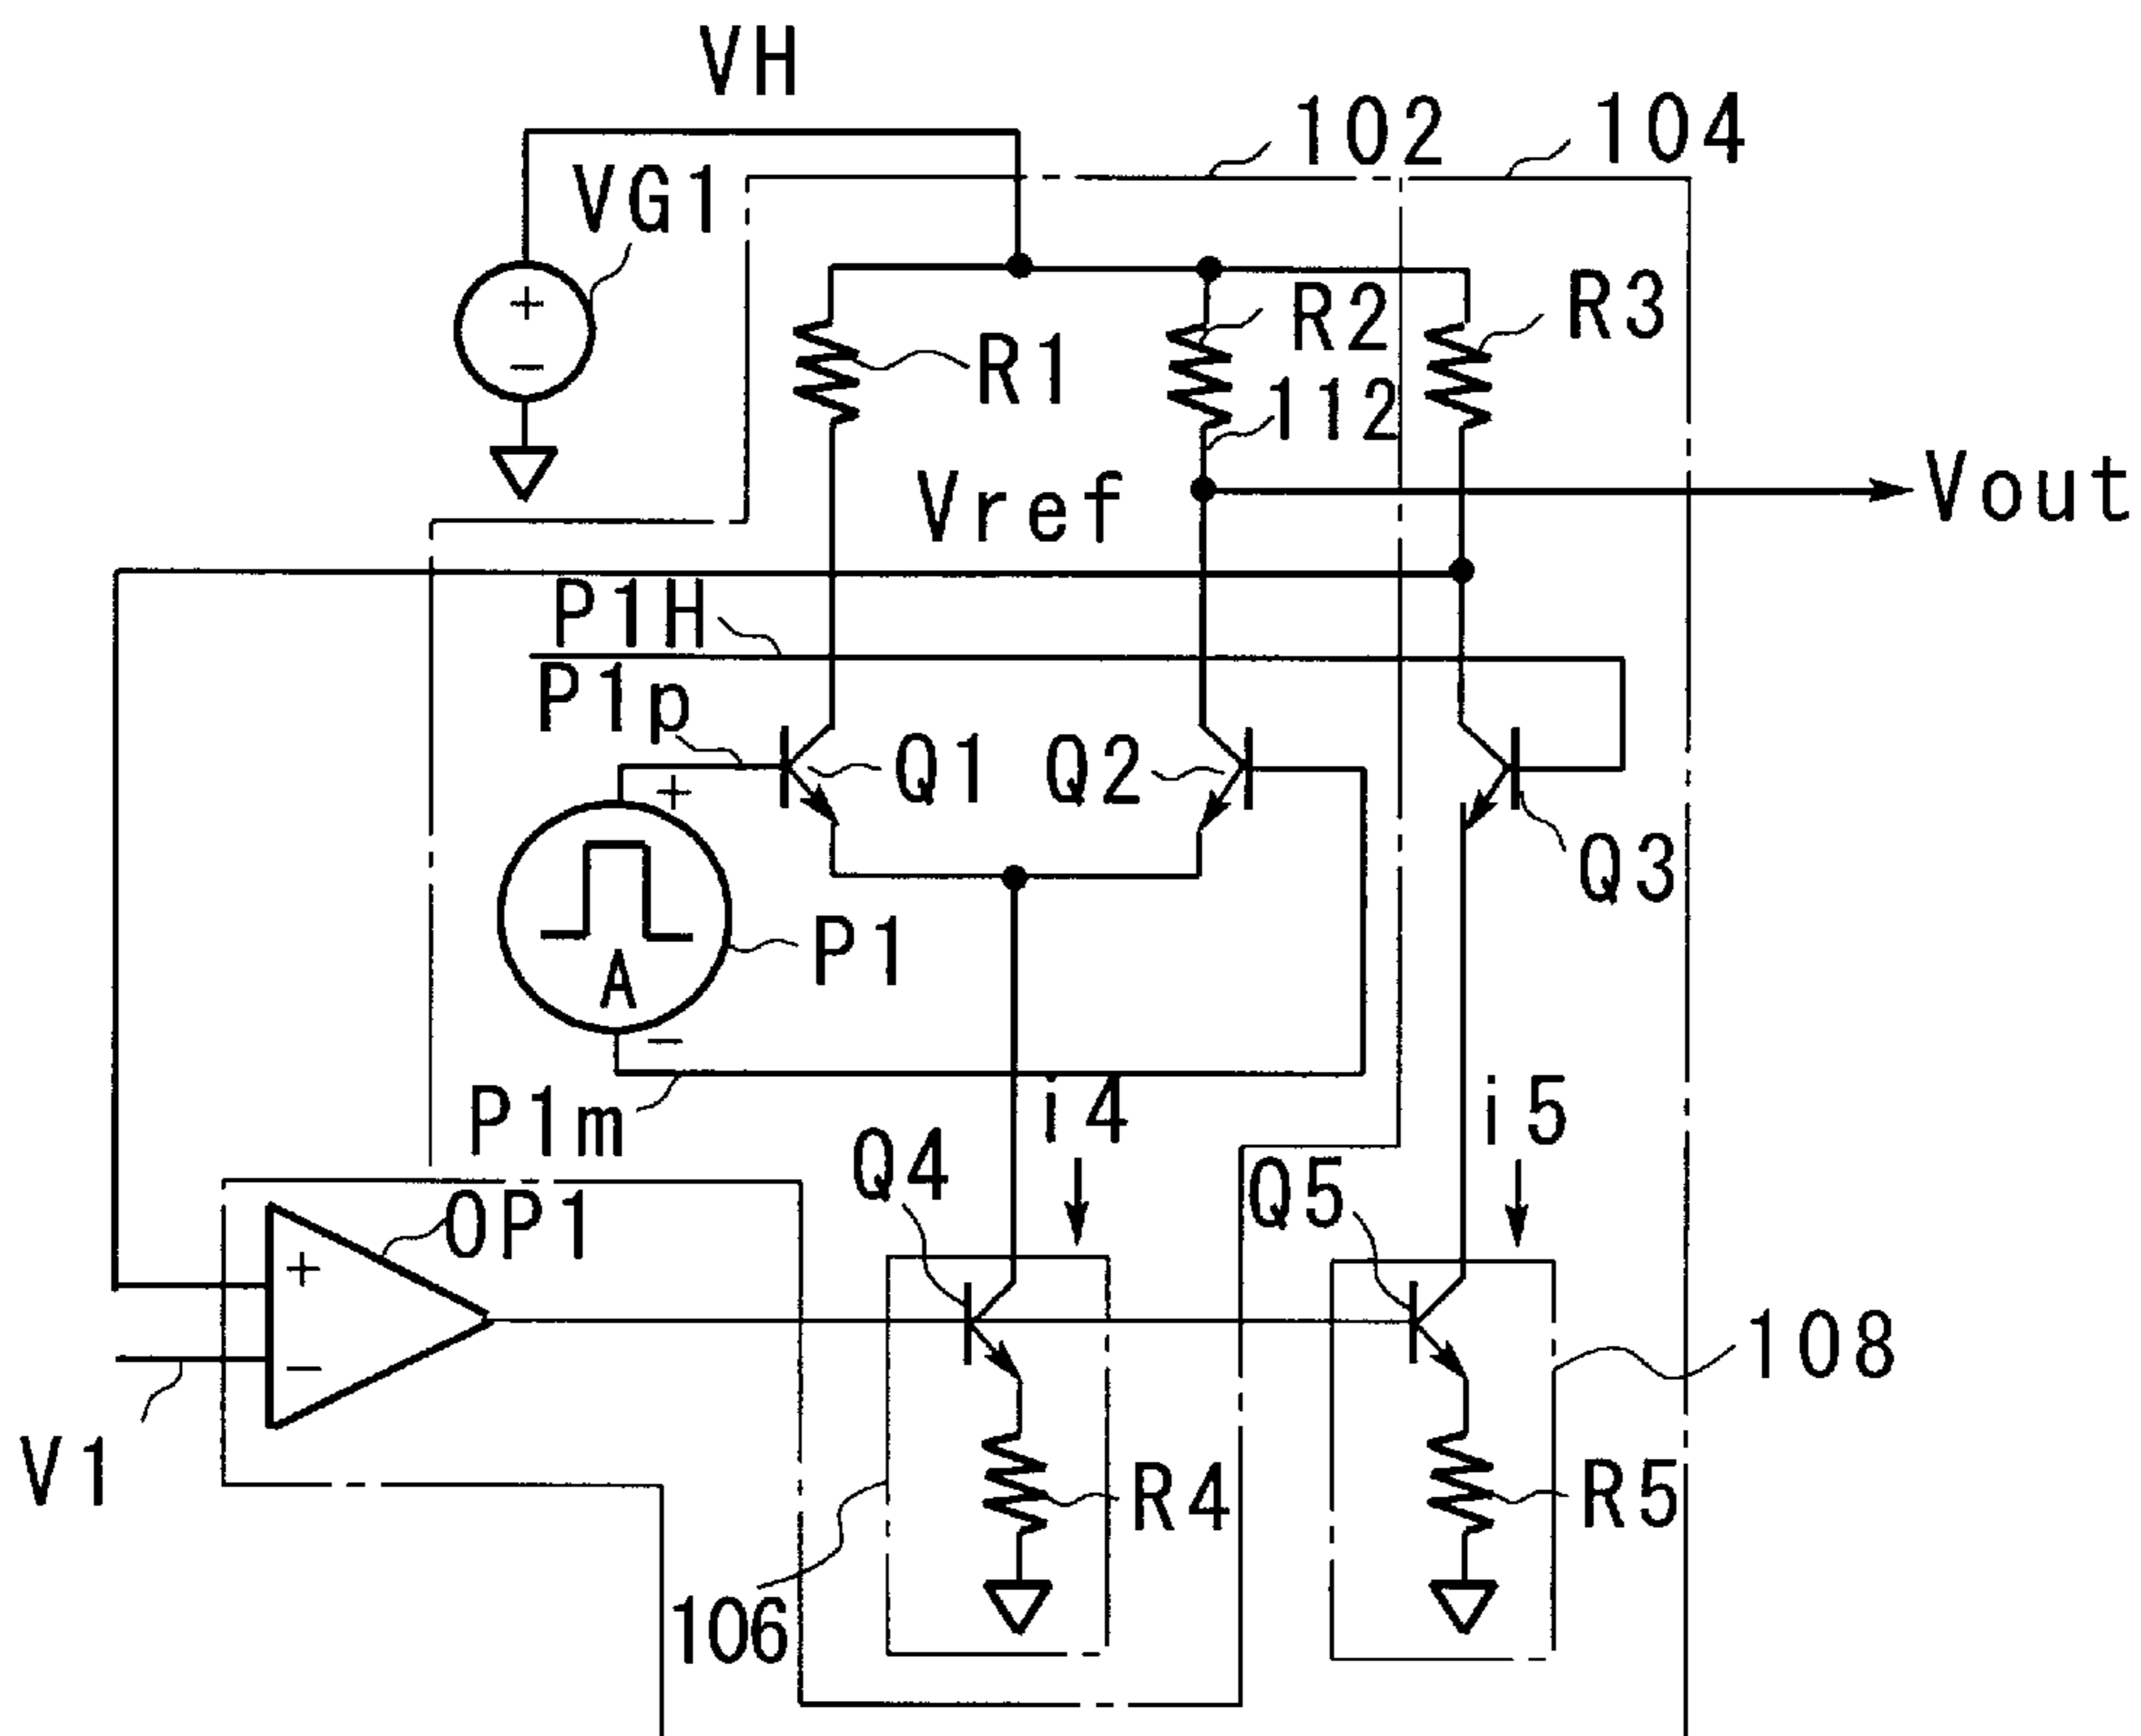 VH
102
104
VG1
+
−
R1
R2
R3
112
Vref
Vout
P1H
P1p
+
Q1
Q2
Q3
A
P1
−
P1m
i4
i5
Q4
Q5
OP1
+
−
108
V1
R4
R5
106